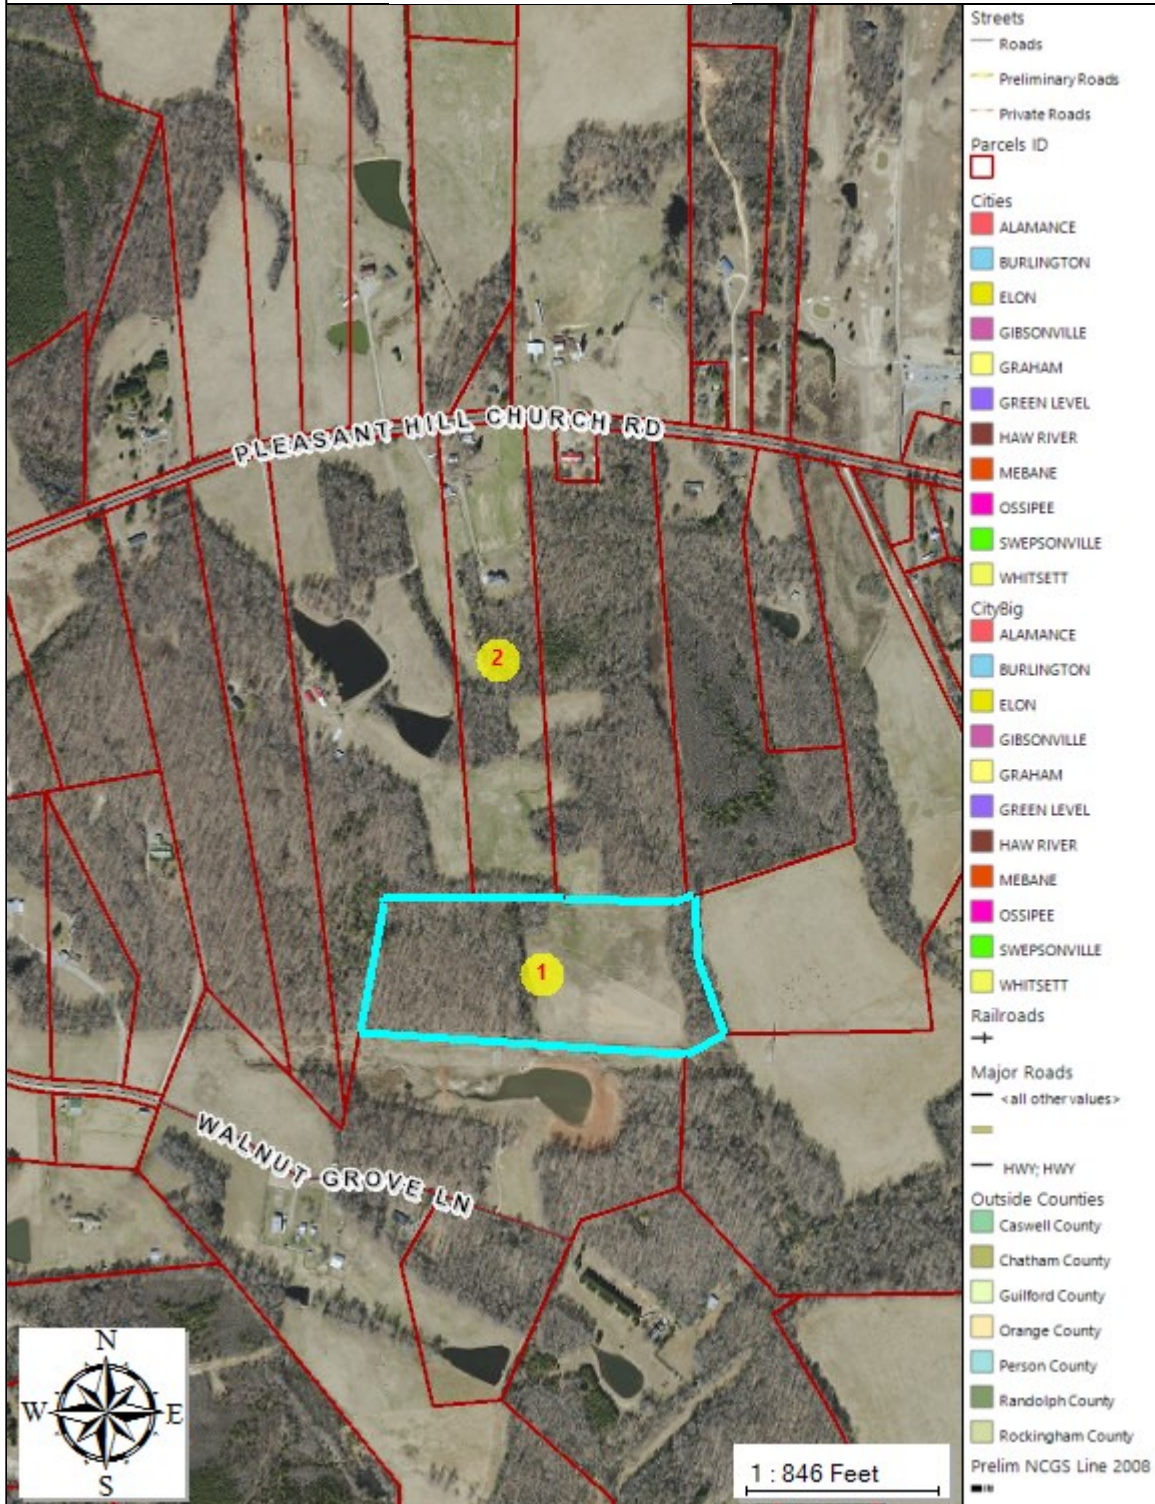 PLEASANT HILL CHURCH RD
2
1
WALNUT GROVE LN
N
W
E
S
1 : 846 Feet
Streets
Roads
Preliminary Roads
Private Roads
Parcels ID
Cities
ALAMANCE
BURLINGTON
ELON
GIBSONVILLE
GRAHAM
GREEN LEVEL
HAW RIVER
MEBANE
OSSIPEE
SWEPSONVILLE
WHITSETT
CityBig
ALAMANCE
BURLINGTON
ELON
GIBSONVILLE
GRAHAM
GREEN LEVEL
HAW RIVER
MEBANE
OSSIPEE
SWEPSONVILLE
WHITSETT
Railroads
Major Roads
<all other values>
HWY; HWY
Outside Counties
Caswell County
Chatham County
Guilford County
Orange County
Person County
Randolph County
Rockingham County
Prelim NCGS Line 2008